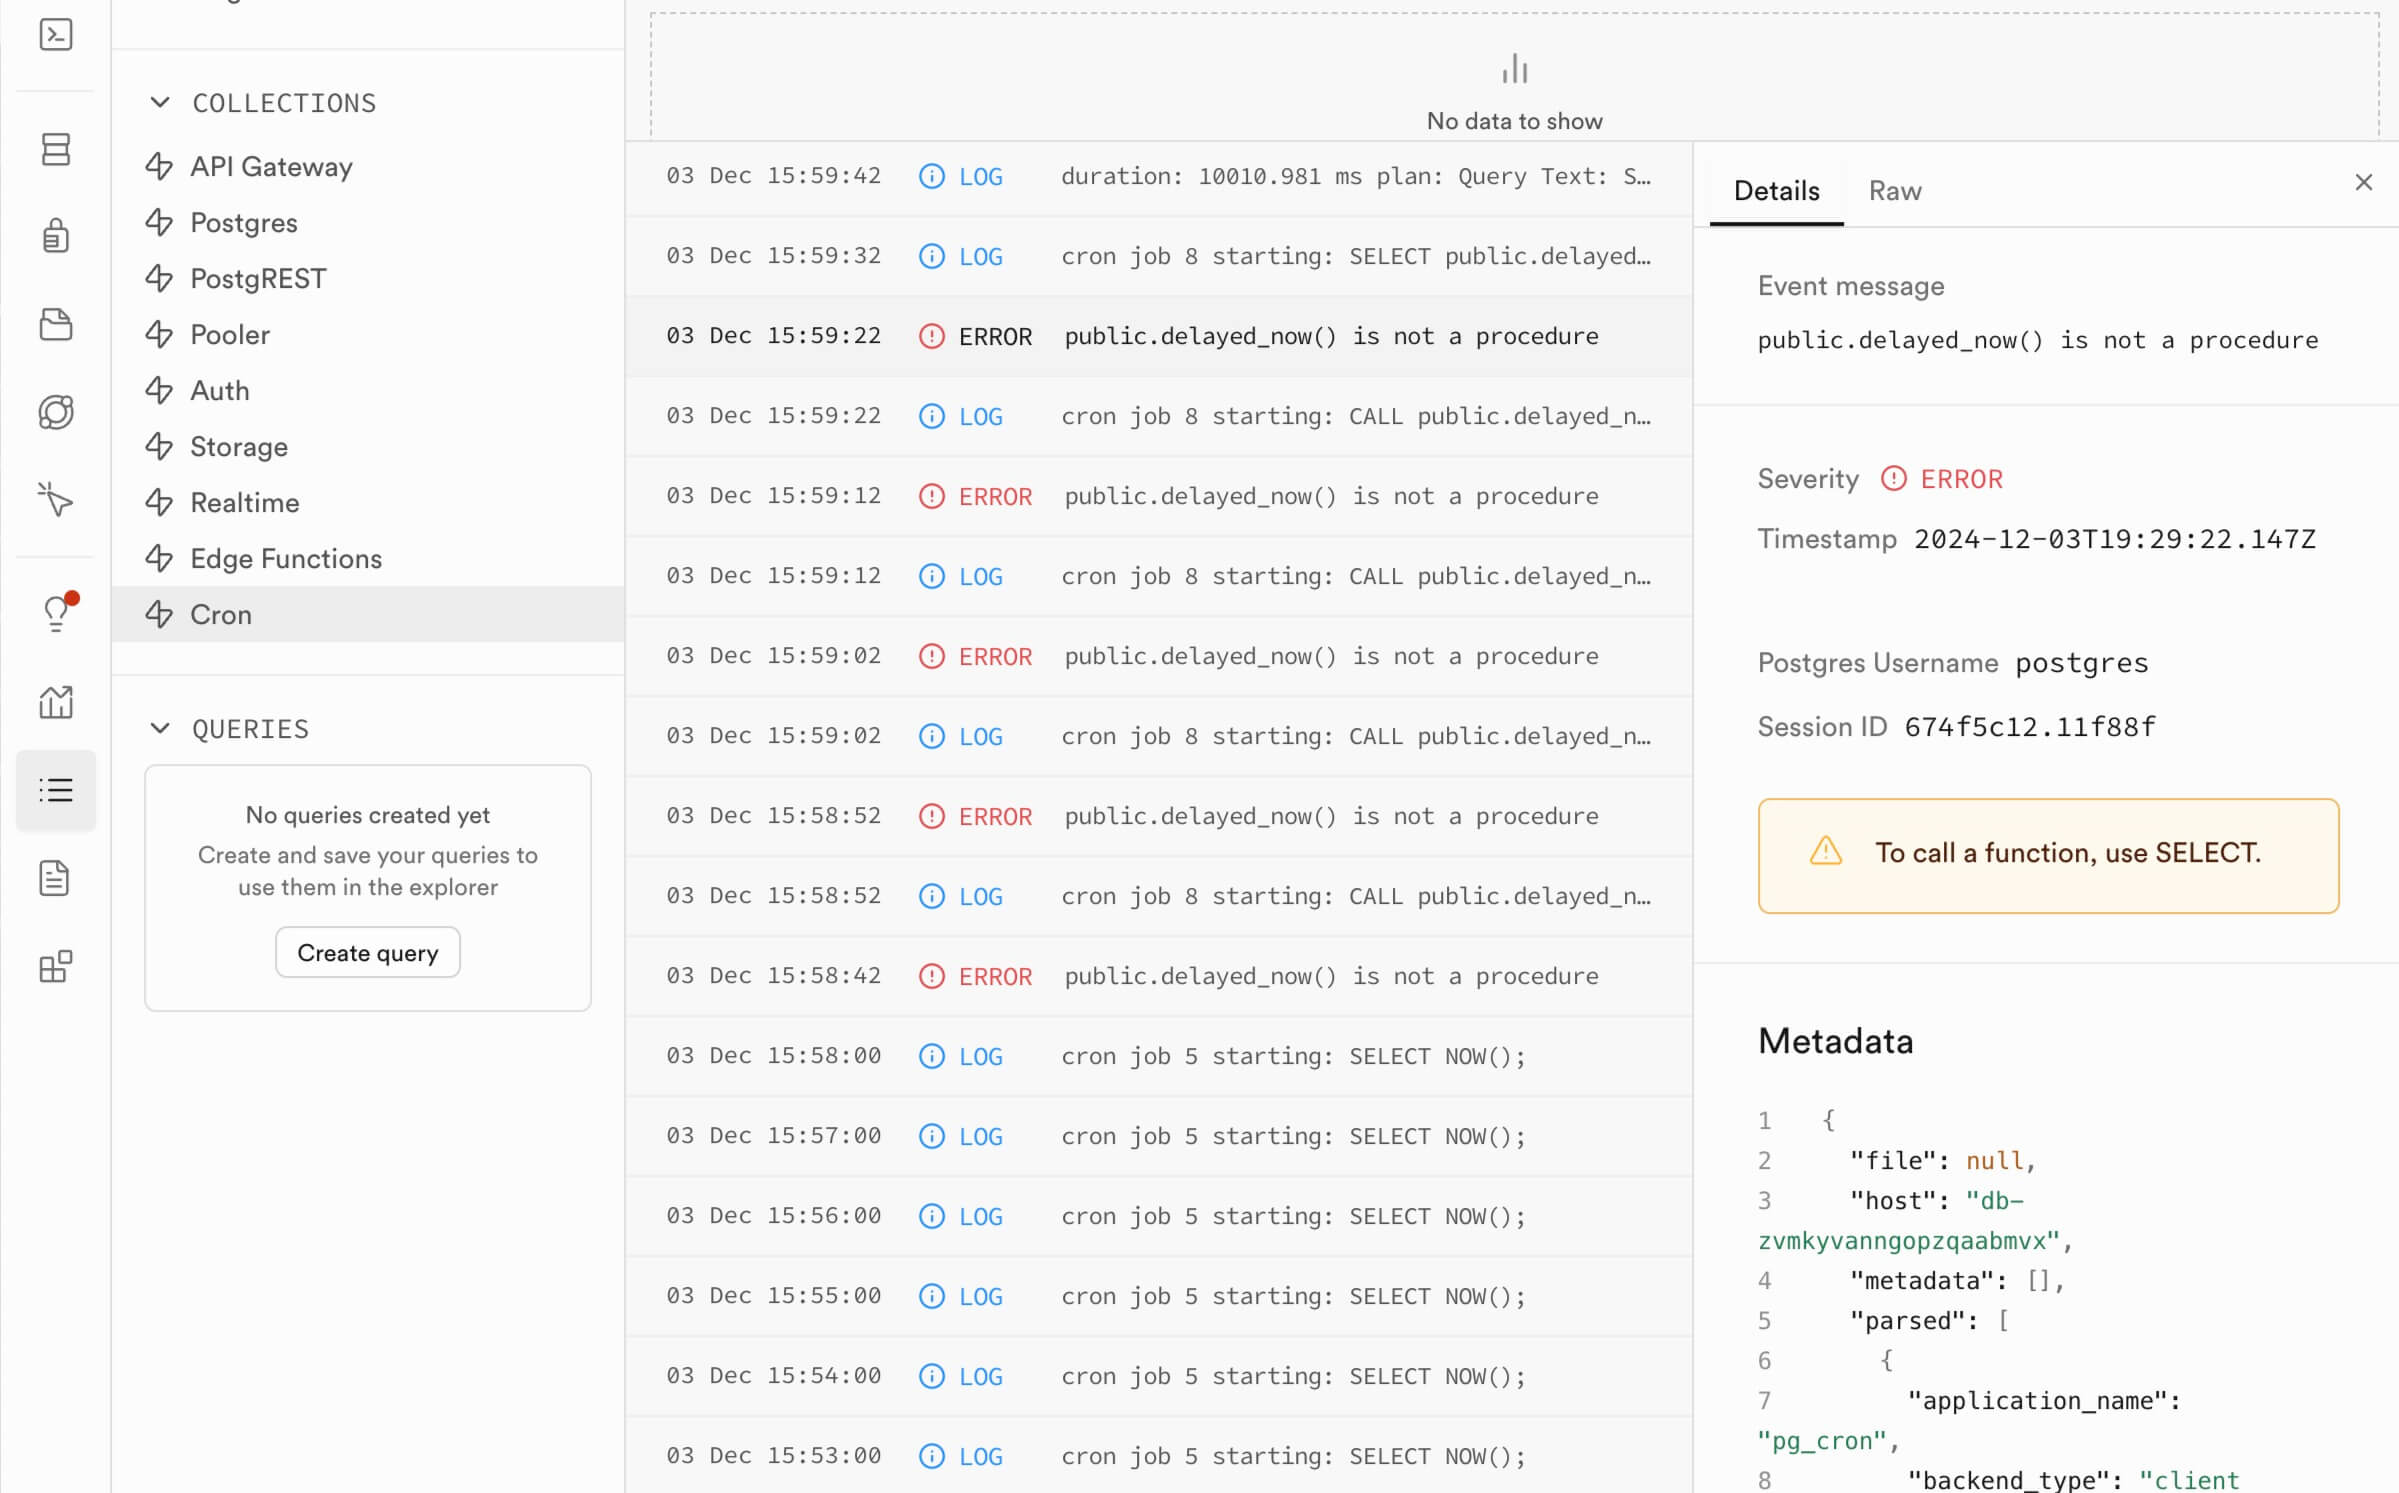 COLLECTIONS
API Gateway
Postgres
PostgREST
Pooler
Auth
Storage
Realtime
Edge Functions
Cron
QUERIES
No queries created yet
Create and save your queries to
use them in the explorer
Create query
No data to show
03 Dec 15:59:42 LOG duration: 10010.981 ms plan: Query Text: S…
03 Dec 15:59:32 LOG cron job 8 starting: SELECT public.delayed…
03 Dec 15:59:22 ERROR public.delayed_now() is not a procedure
03 Dec 15:59:22 LOG cron job 8 starting: CALL public.delayed_n…
03 Dec 15:59:12 ERROR public.delayed_now() is not a procedure
03 Dec 15:59:12 LOG cron job 8 starting: CALL public.delayed_n…
03 Dec 15:59:02 ERROR public.delayed_now() is not a procedure
03 Dec 15:59:02 LOG cron job 8 starting: CALL public.delayed_n…
03 Dec 15:58:52 ERROR public.delayed_now() is not a procedure
03 Dec 15:58:52 LOG cron job 8 starting: CALL public.delayed_n…
03 Dec 15:58:42 ERROR public.delayed_now() is not a procedure
03 Dec 15:58:00 LOG cron job 5 starting: SELECT NOW();
03 Dec 15:57:00 LOG cron job 5 starting: SELECT NOW();
03 Dec 15:56:00 LOG cron job 5 starting: SELECT NOW();
03 Dec 15:55:00 LOG cron job 5 starting: SELECT NOW();
03 Dec 15:54:00 LOG cron job 5 starting: SELECT NOW();
03 Dec 15:53:00 LOG cron job 5 starting: SELECT NOW();
Details Raw
Event message
public.delayed_now() is not a procedure
Severity ERROR
Timestamp 2024-12-03T19:29:22.147Z
Postgres Username postgres
Session ID 674f5c12.11f88f
To call a function, use SELECT.
Metadata
1 {
2 "file": null,
3 "host": "db-
zvmkyvanngopzqaabmvx",
4 "metadata": [],
5 "parsed": [
6 {
7 "application_name":
"pg_cron",
8 "backend_type": "client